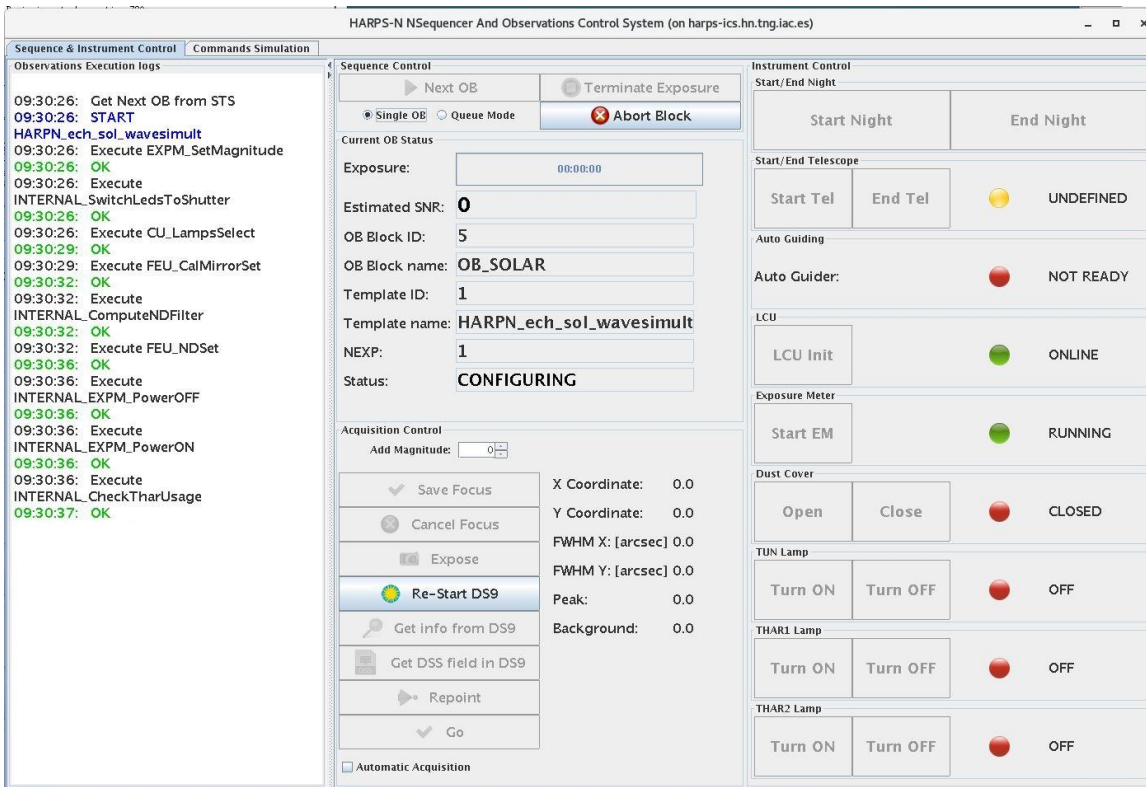 HARPS-N NSequencer And Observations Control System (on harps-ics.hn.tng.iac.es)
Sequence & Instrument Control
Commands Simulation
Observations Execution logs
09:30:26: Get Next OB from STS
09:30:26: START
HARPN_ech_sol_wavesimult
09:30:26: Execute EXPM_SetMagnitude
09:30:26: OK
09:30:26: Execute
INTERNAL_SwitchLedsToShutter
09:30:26: OK
09:30:26: Execute CU_LampsSelect
09:30:29: OK
09:30:29: Execute FEU_CalMirrorSet
09:30:32: OK
09:30:32: Execute
INTERNAL_ComputeNDFilter
09:30:32: OK
09:30:32: Execute FEU_NDSet
09:30:36: OK
09:30:36: Execute
INTERNAL_EXPM_PowerOFF
09:30:36: OK
09:30:36: Execute
INTERNAL_EXPM_PowerON
09:30:36: OK
09:30:36: Execute
INTERNAL_CheckTharUsage
09:30:37: OK
Sequence Control
Next OB
Terminate Exposure
Single OB
Queue Mode
Abort Block
Current OB Status
Exposure: 00:00:00
Estimated SNR: 0
OB Block ID: 5
OB Block name: OB_SOLAR
Template ID: 1
Template name: HARPN_ech_sol_wavesimult
NEXP: 1
Status: CONFIGURING
Acquisition Control
Add Magnitude: 0
Save Focus
Cancel Focus
Expose
Re-Start DS9
Get info from DS9
Get DSS field in DS9
Repoint
Go
Automatic Acquisition
X Coordinate: 0.0
Y Coordinate: 0.0
FWHM X: [arcsec] 0.0
FWHM Y: [arcsec] 0.0
Peak: 0.0
Background: 0.0
Instrument Control
Start/End Night
Start Night
End Night
Start/End Telescope
Start Tel
End Tel
UNDEFINED
Auto Guiding
Auto Guider: NOT READY
LCU
LCU Init
ONLINE
Exposure Meter
Start EM
RUNNING
Dust Cover
Open
Close
CLOSED
TUN Lamp
Turn ON
Turn OFF
OFF
THAR1 Lamp
Turn ON
Turn OFF
OFF
THAR2 Lamp
Turn ON
Turn OFF
OFF